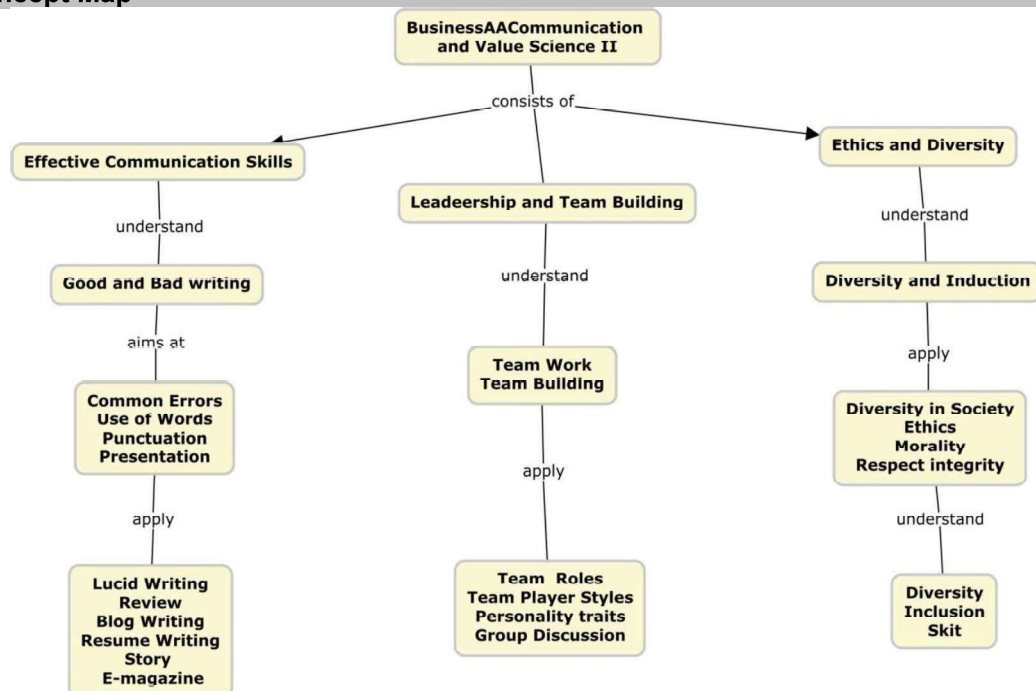 BusinessAACommunication
and Value Science II
consists of
Effective Communication Skills
Leadeership and Team Building
Ethics and Diversity
understand
understand
understand
Good and Bad writing
Diversity and Induction
aims at
apply
Team Work
Team Building
Common Errors
Use of Words
Punctuation
Presentation
Diversity in Society
Ethics
Morality
Respect integrity
apply
apply
understand
Lucid Writing
Review
Blog Writing
Resume Writing
Story
E-magazine
Team Roles
Team Player Styles
Personality traits
Group Discussion
Diversity
Inclusion
Skit